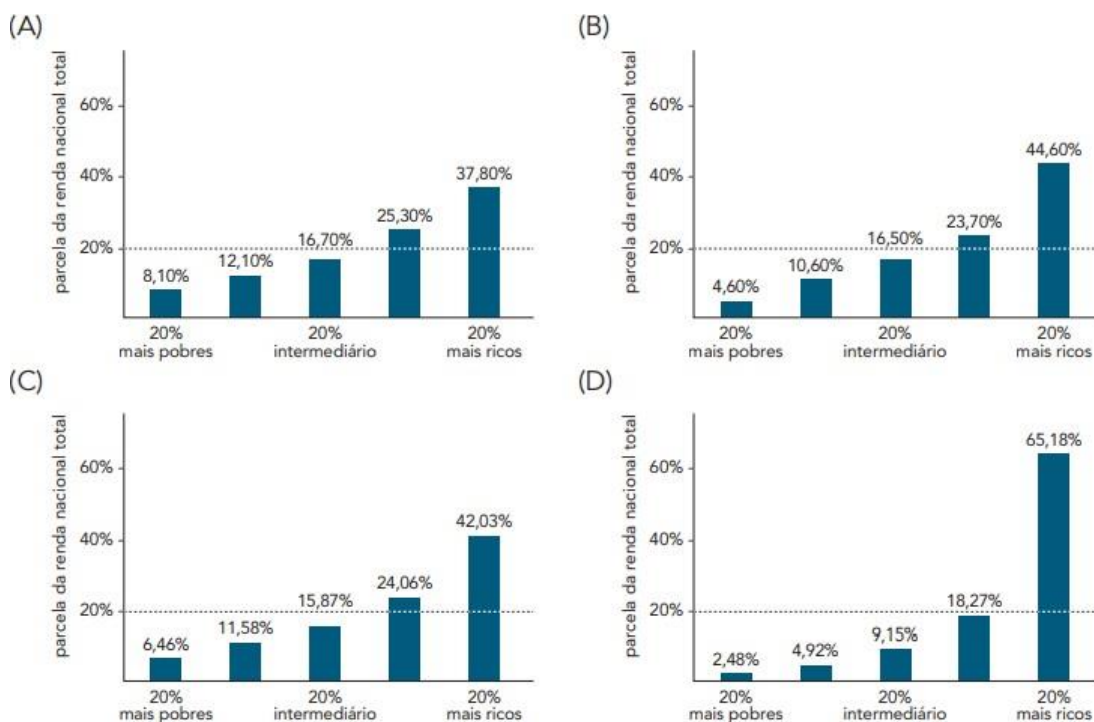 (A)
parcela da renda nacional total
60%
40%
20%
8,10%
12,10%
16,70%
25,30%
37,80%
20%
mais pobres
20%
intermediário
20%
mais ricos
(B)
parcela da renda nacional total
60%
40%
20%
4,60%
10,60%
16,50%
23,70%
44,60%
20%
mais pobres
20%
intermediário
20%
mais ricos
(C)
parcela da renda nacional total
60%
40%
20%
6,46%
11,58%
15,87%
24,06%
42,03%
20%
mais pobres
20%
intermediário
20%
mais ricos
(D)
parcela da renda nacional total
60%
40%
20%
2,48%
4,92%
9,15%
18,27%
65,18%
20%
mais pobres
20%
intermediário
20%
mais ricos